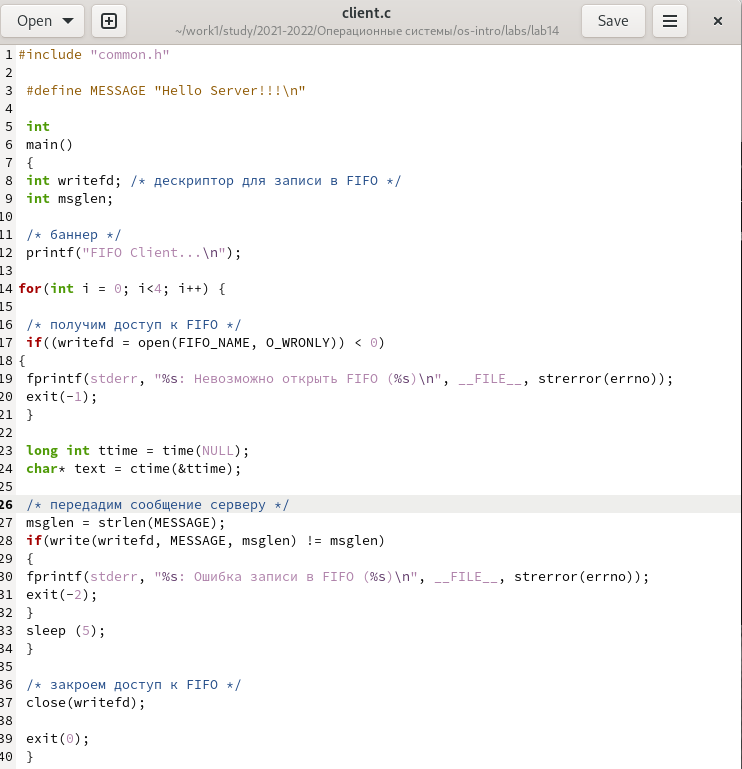 Open
client.c
~/work1/study/2021-2022/Операционные системы/os-intro/labs/lab14
Save
1 #include "common.h"
2
3 #define MESSAGE "Hello Server!!!\n"
4
5 int
6 main()
7 {
8 int writefd; /* дескриптор для записи в FIFO */
9 int msglen;
10
11 /* баннер */
12 printf("FIFO Client...\n");
13
14 for(int i = 0; i<4; i++) {
15
16 /* получим доступ к FIFO */
17 if((writefd = open(FIFO_NAME, O_WRONLY)) < 0)
18 {
19 fprintf(stderr, "%s: Невозможно открыть FIFO (%s)\n", __FILE__, strerror(errno));
20 exit(-1);
21 }
22
23 long int ttime = time(NULL);
24 char* text = ctime(&ttime);
25
26 /* передадим сообщение серверу */
27 msglen = strlen(MESSAGE);
28 if(write(writefd, MESSAGE, msglen) != msglen)
29 {
30 fprintf(stderr, "%s: Ошибка записи в FIFO (%s)\n", __FILE__, strerror(errno));
31 exit(-2);
32 }
33 sleep (5);
34 }
35
36 /* закроем доступ к FIFO */
37 close(writefd);
38
39 exit(0);
40 }